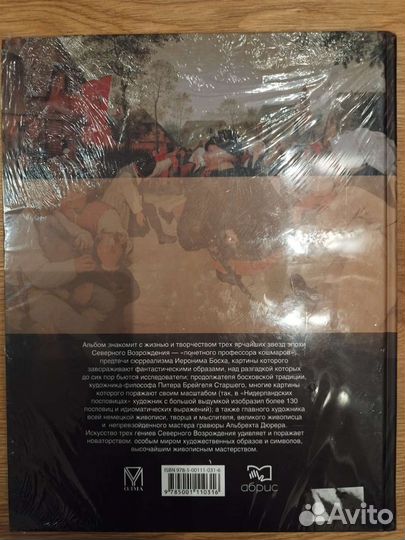 Альбом знакомит с жизнью и творчеством трех ярчайших звезд эпохи
Северного Возрождения — «почетного профессора кошмаров»,
предтечи сюрреализма Иеронима Босха, картины которого
завораживают фантастическими образами, над разгадкой которых
до сих пор бьются исследователи; продолжателя босховской традиции,
художника-философа Питера Брейгеля Старшего, многие картины
которого поражают своим масштабом (так, в «Нидерландских
пословицах» художник с большой выдумкой изобразил более 130
пословиц и идиоматических выражений); а также главного художника
всей немецкой живописи, творца и мыслителя, великого живописца
и непревзойденного мастера гравюры Альбрехта Дюрера.
Искусство трех гениев Северного Возрождения удивляет и поражает
новаторством, особым миром художественных образов и символов,
высочайшим живописным мастерством.
ОЛМА
абрис
ISBN 978-5-00111-031-6
9785001110316
Avito